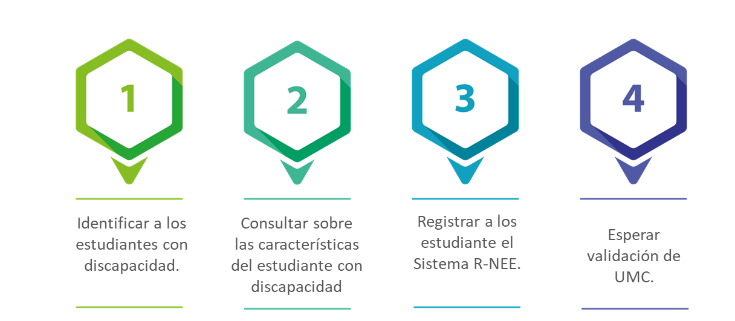 1
Identificar a los
estudiantes con
discapacidad.
2
Consultar sobre
las características
del estudiante con
discapacidad
3
Registrar a los
estudiante el
Sistema R-NEE.
4
Esperar
validación de
UMC.